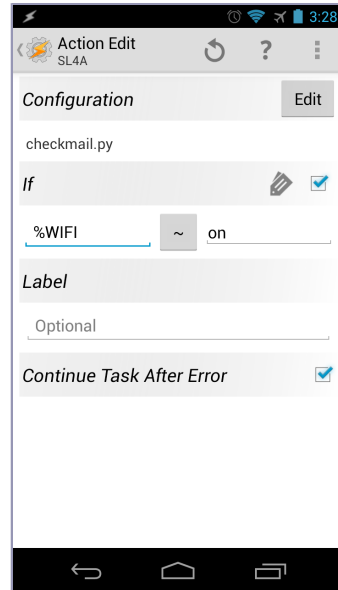 3:28
Action Edit
SL4A
?
Configuration
Edit
checkmail.py
If
%WIFI ~ on
Label
Optional
Continue Task After Error